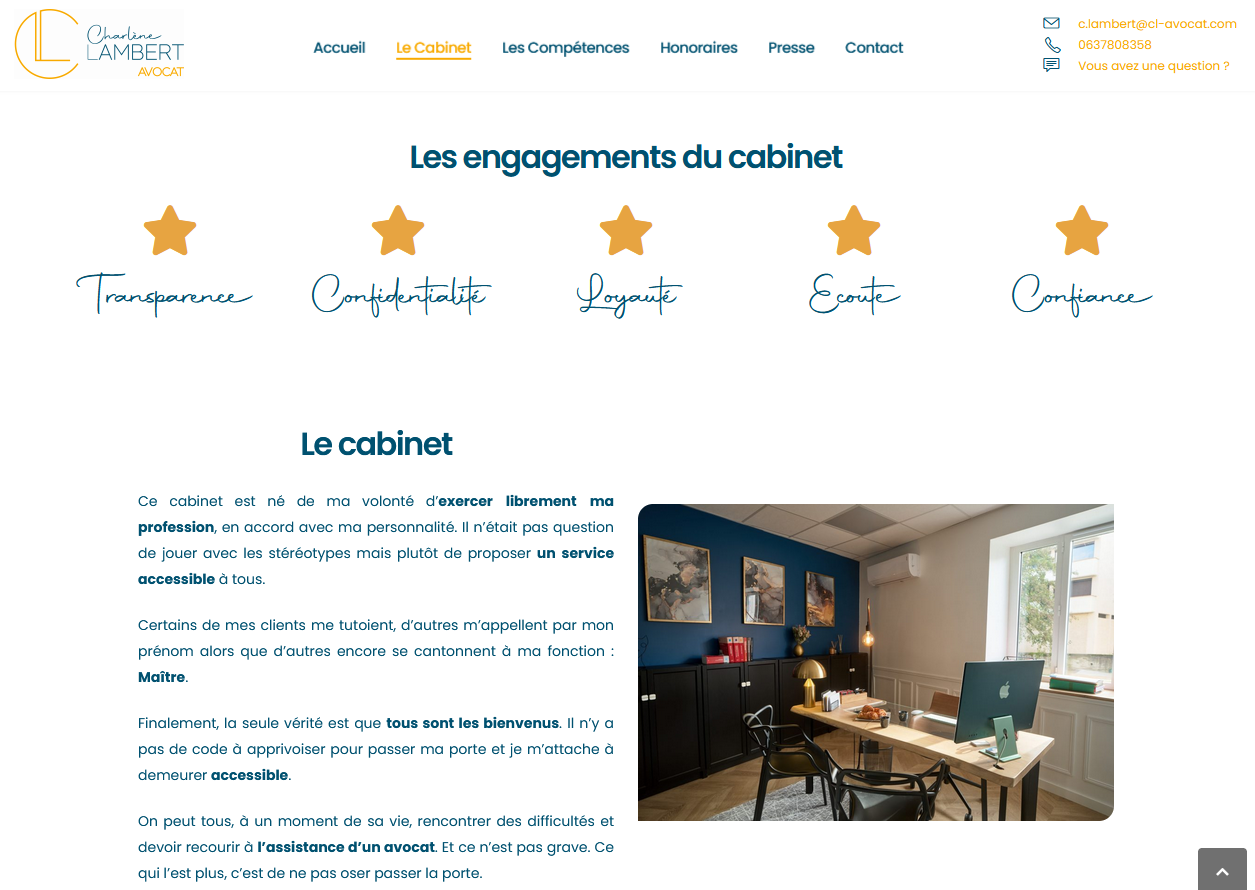 Charlène
LAMBERT
AVOCAT
Accueil Le Cabinet Les Compétences Honoraires Presse Contact
c.lambert@cl-avocat.com
0637808358
Vous avez une question ?
Les engagements du cabinet
Transparence Confidentialité Loyauté Ecoute Confiance
Le cabinet
Ce cabinet est né de ma volonté d’exercer librement ma
profession, en accord avec ma personnalité. Il n’était pas question
de jouer avec les stéréotypes mais plutôt de proposer un service
accessible à tous.
Certains de mes clients me tutoient, d’autres m’appellent par mon
prénom alors que d’autres encore se cantonnent à ma fonction :
Maître.
Finalement, la seule vérité est que tous sont les bienvenus. Il n’y a
pas de code à apprivoiser pour passer ma porte et je m’attache à
demeurer accessible.
On peut tous, à un moment de sa vie, rencontrer des difficultés et
devoir recourir à l’assistance d’un avocat. Et ce n’est pas grave. Ce
qui l’est plus, c’est de ne pas oser passer la porte.